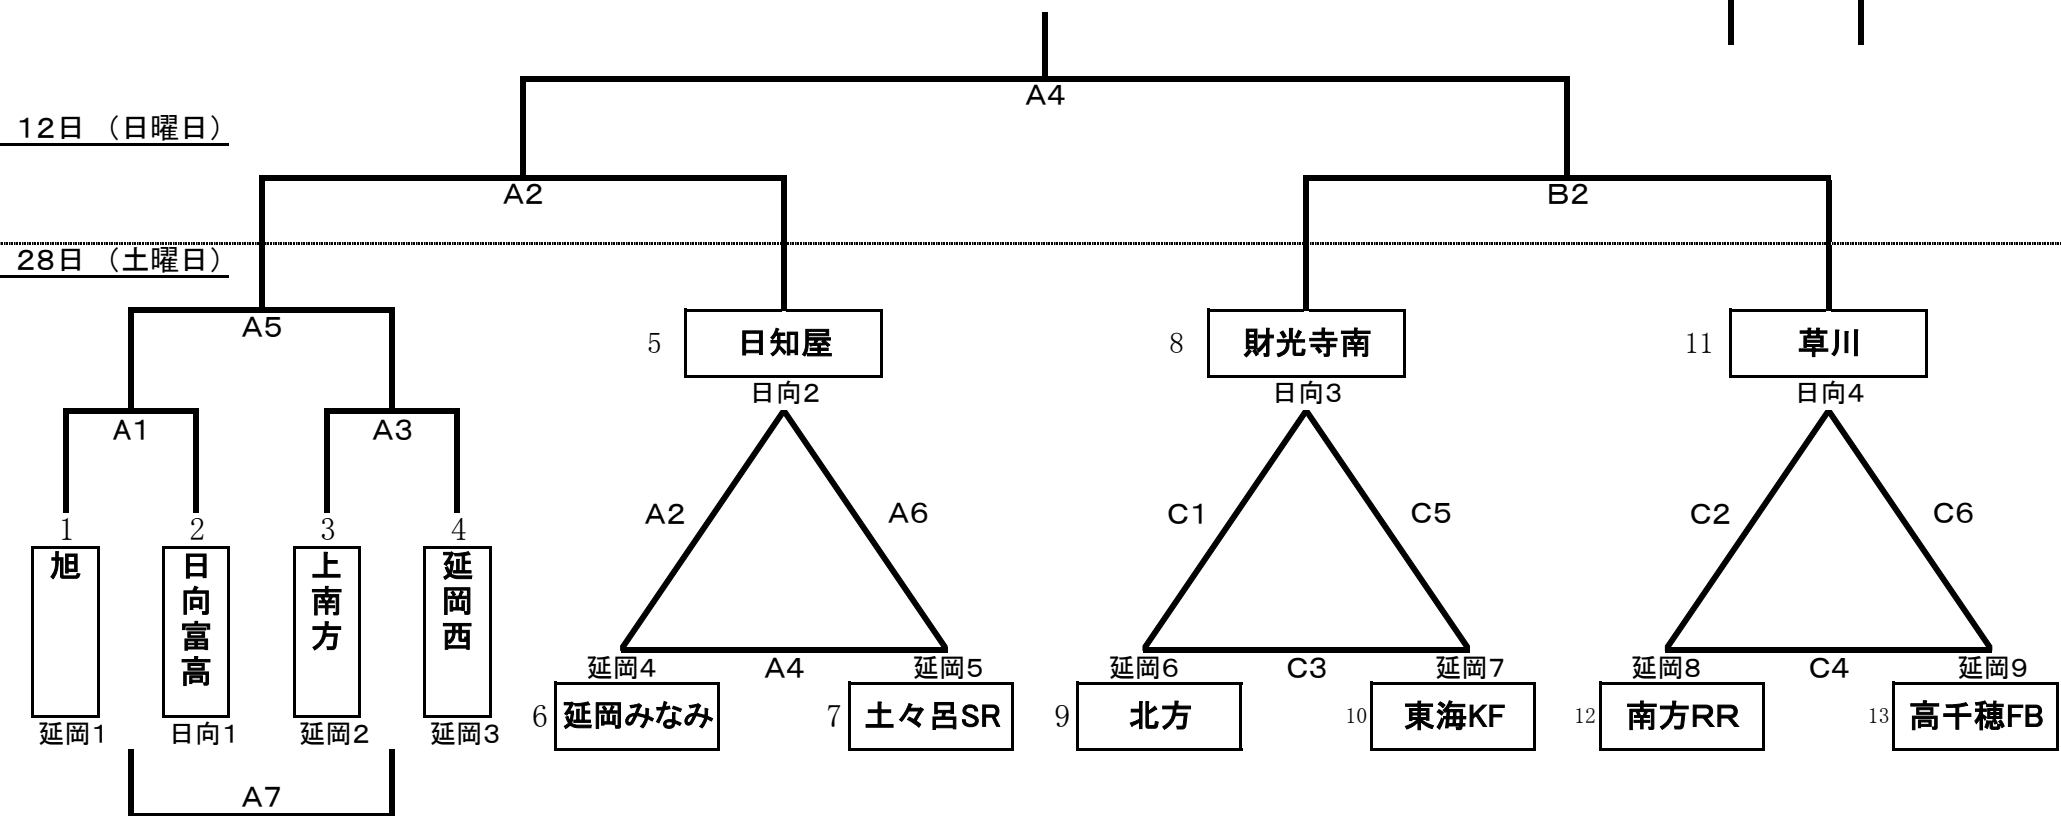 A4
12日 （日曜日）
A2
B2
28日 （土曜日）
A5
5
日知屋
8
財光寺南
11
草川
日向2
日向3
日向4
A1
A3
A2
A6
C1
C5
C2
C6
1
2
3
4
旭
日向富高
上南方
延岡西
延岡1
日向1
延岡2
延岡3
A7
延岡4
A4
延岡5
延岡6
C3
延岡7
延岡8
C4
延岡9
6
延岡みなみ
7
土々呂SR
9
北方
10
東海KF
12
南方RR
13
高千穂FB